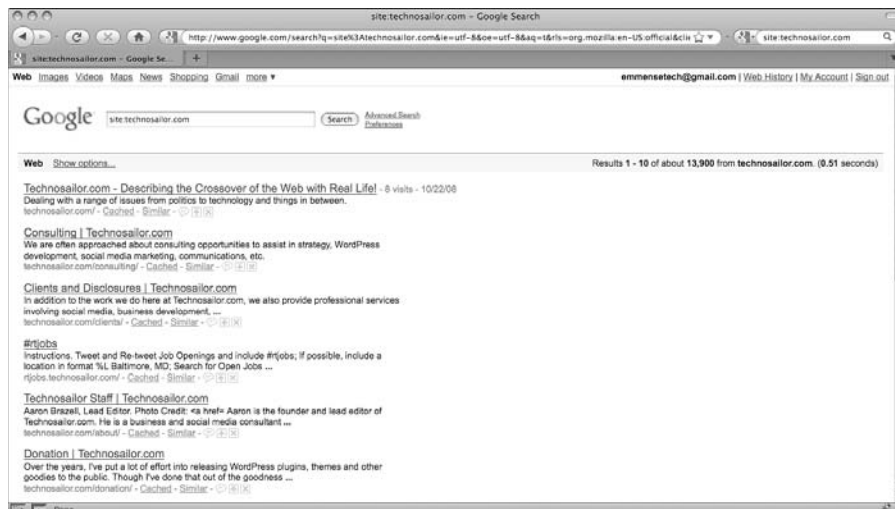 site:technosailor.com - Google Search
http://www.google.com/search?q=site%3Atechnosailor.com&ie=utf-8&oe=utf-8&aq=t&rls=org.mozilla:en-US:official&clie
site:technosailor.com
site:technosailor.com - Google Se...
Web Images Videos Maps News Shopping Gmail more ▼
emmensetech@gmail.com | Web History | My Account | Sign out
Google
site:technosailor.com
Search
Advanced Search
Preferences
Web Show options...
Results 1 - 10 of about 13,900 from technosailor.com. (0.51 seconds)
Technosailor.com - Describing the Crossover of the Web with Real Life! - 8 visits - 10/22/08
Dealing with a range of issues from politics to technology and things in between.
technosailor.com/ - Cached - Similar -
Consulting | Technosailor.com
We are often approached about consulting opportunities to assist in strategy, WordPress
development, social media marketing, communications, etc.
technosailor.com/consulting/ - Cached - Similar -
Clients and Disclosures | Technosailor.com
In addition to the work we do here at Technosailor.com, we also provide professional services
involving social media, business development, ...
technosailor.com/clients/ - Cached - Similar -
#rtjobs
Instructions. Tweet and Re-tweet Job Openings and include #rtjobs; If possible, include a
location in format %L Baltimore, MD; Search for Open Jobs ...
rtjobs.technosailor.com/ - Cached - Similar -
Technosailor Staff | Technosailor.com
Aaron Brazell, Lead Editor. Photo Credit: <a href= Aaron is the founder and lead editor of
Technosailor.com. He is a business and social media consultant ...
technosailor.com/about/ - Cached - Similar -
Donation | Technosailor.com
Over the years, I've put a lot of effort into releasing WordPress plugins, themes and other
goodies to the public. Though I've done that out of the goodness ...
technosailor.com/donation/ - Cached - Similar -